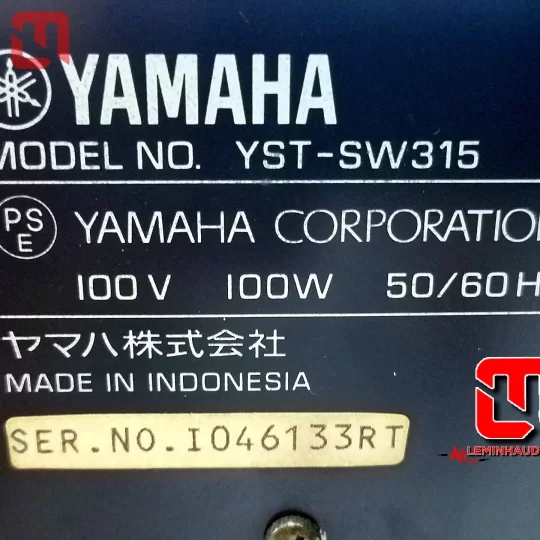 YAMAHA
MODEL NO. YST-SW315
PS
E
YAMAHA CORPORATION
100V 100W 50/60H
ヤマハ株式会社
MADE IN INDONESIA
SER.NO.I046133RT
LEMINHAUD